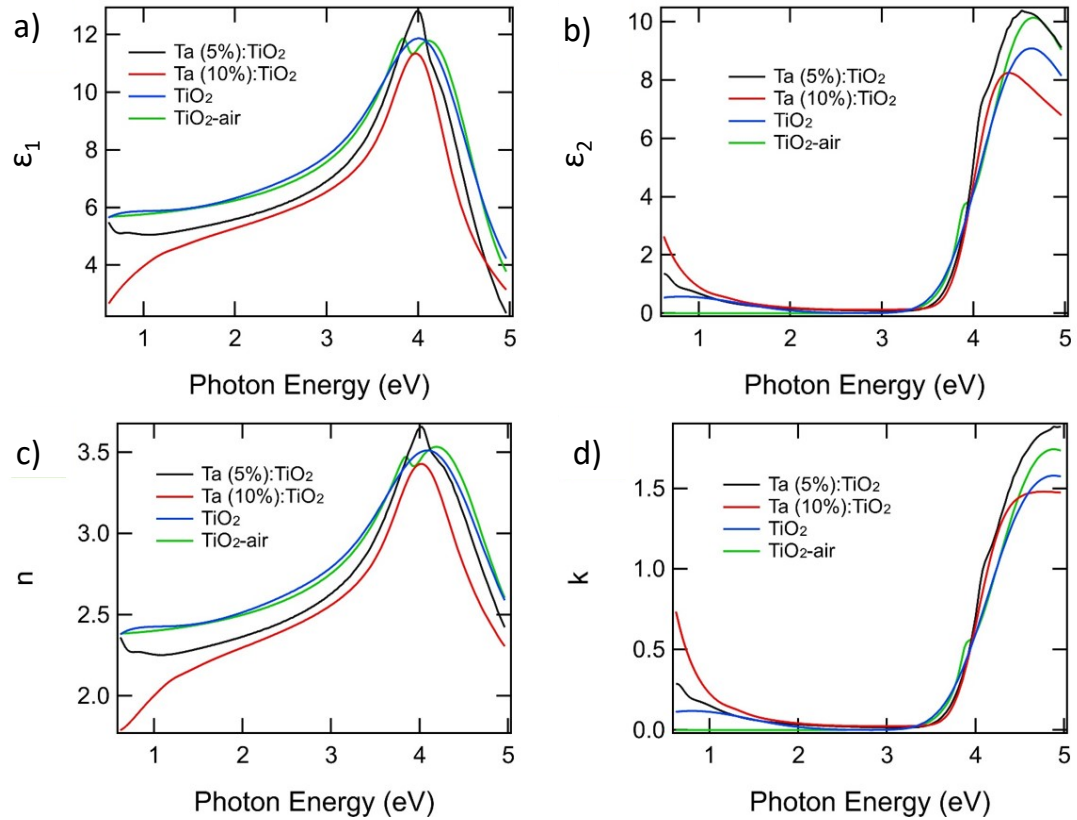 a)
12
10
8
6
4
ε1
Ta (5%):TiO2
Ta (10%):TiO2
TiO2
TiO2-air
1 2 3 4 5
Photon Energy (eV)
b)
10
8
6
4
2
0
ε2
Ta (5%):TiO2
Ta (10%):TiO2
TiO2
TiO2-air
1 2 3 4 5
Photon Energy (eV)
c)
3.5
3.0
2.5
2.0
n
Ta (5%):TiO2
Ta (10%):TiO2
TiO2
TiO2-air
1 2 3 4 5
Photon Energy (eV)
d)
1.5
1.0
0.5
0.0
k
Ta (5%):TiO2
Ta (10%):TiO2
TiO2
TiO2-air
1 2 3 4 5
Photon Energy (eV)